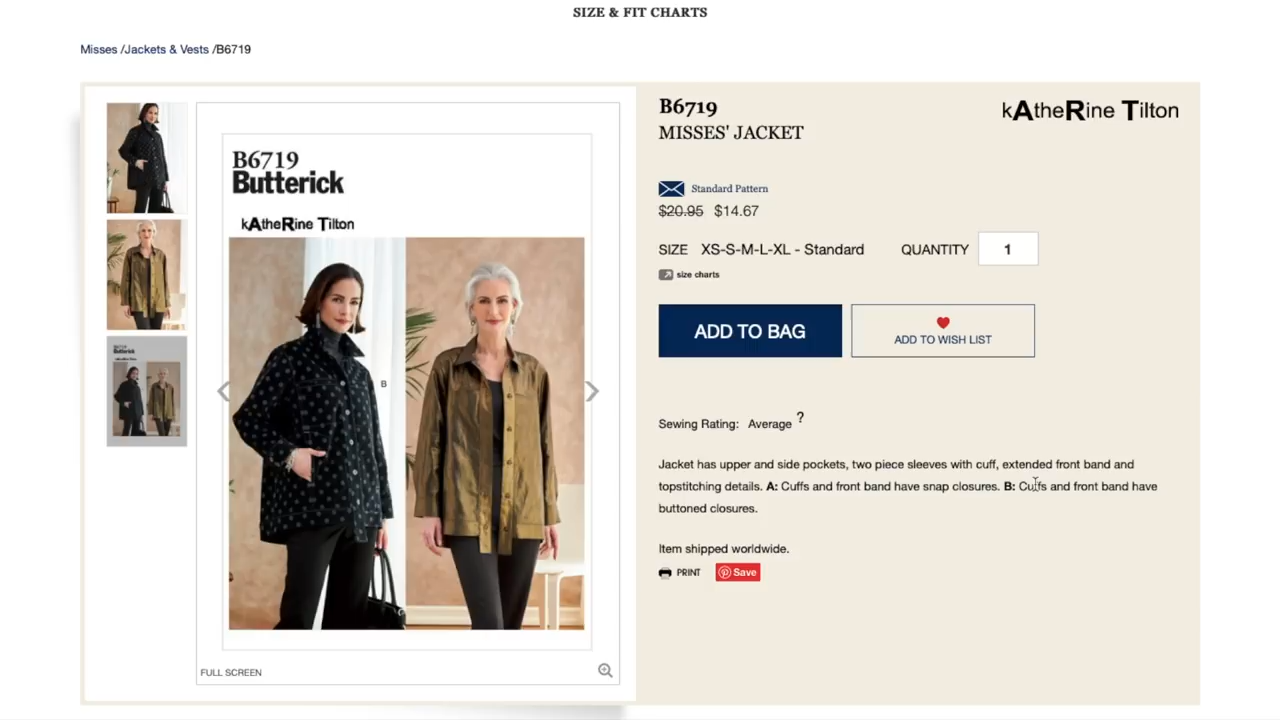 SIZE & FIT CHARTS
Misses /Jackets & Vests /B6719
B6719
Butterick
kAtheRine Tilton
B
FULL SCREEN
B6719
kAtheRine Tilton
MISSES' JACKET
Standard Pattern
$20.95 $14.67
SIZE XS-S-M-L-XL - Standard QUANTITY 1
size charts
ADD TO BAG
ADD TO WISH LIST
Sewing Rating: Average ?
Jacket has upper and side pockets, two piece sleeves with cuff, extended front band and
topstitching details. A: Cuffs and front band have snap closures. B: Cuffs and front band have
buttoned closures.
Item shipped worldwide.
PRINT Save